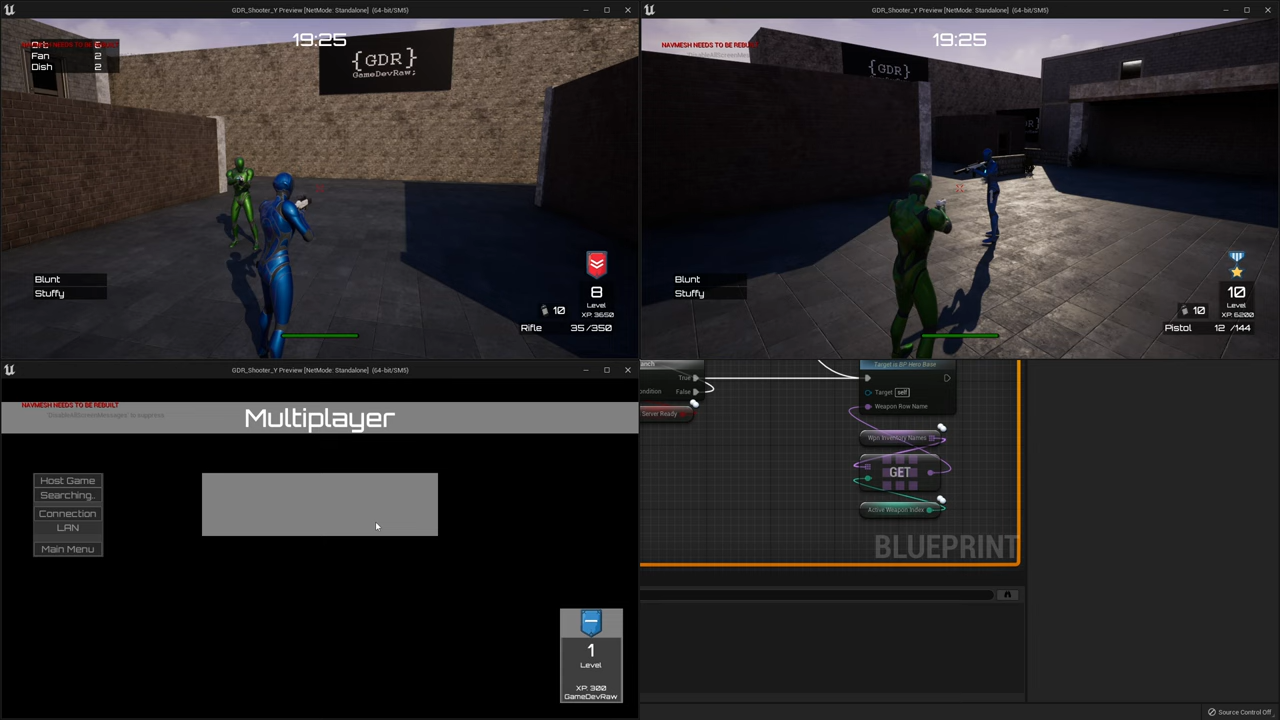 GDR_Shooter_Y Preview [NetMode: Standalone] (64-bit/SM5)
19:25
Fan 2
Dish 2
{GDR}
GameDevRaw;
Blunt
Stuffy
8
Level
XP: 3650
10
Rifle 35/350
GDR_Shooter_Y Preview [NetMode: Standalone] (64-bit/SM5)
19:25
{GDR}
Blunt
Stuffy
10
Level
XP: 6200
10
Pistol 12 /144
GDR_Shooter_Y Preview [NetMode: Standalone] (64-bit/SM5)
NAVMESH NEEDS TO BE REBUILT
Multiplayer
Host Game
Searching..
Connection
LAN
Main Menu
1
Level
XP: 300
GameDevRaw
Target is BP Hero Base
True
False
Server Ready
Target self
Weapon Row Name
Wpn Inventory Names
GET
Active Weapon Index
BLUEPRINT
Source Control Off